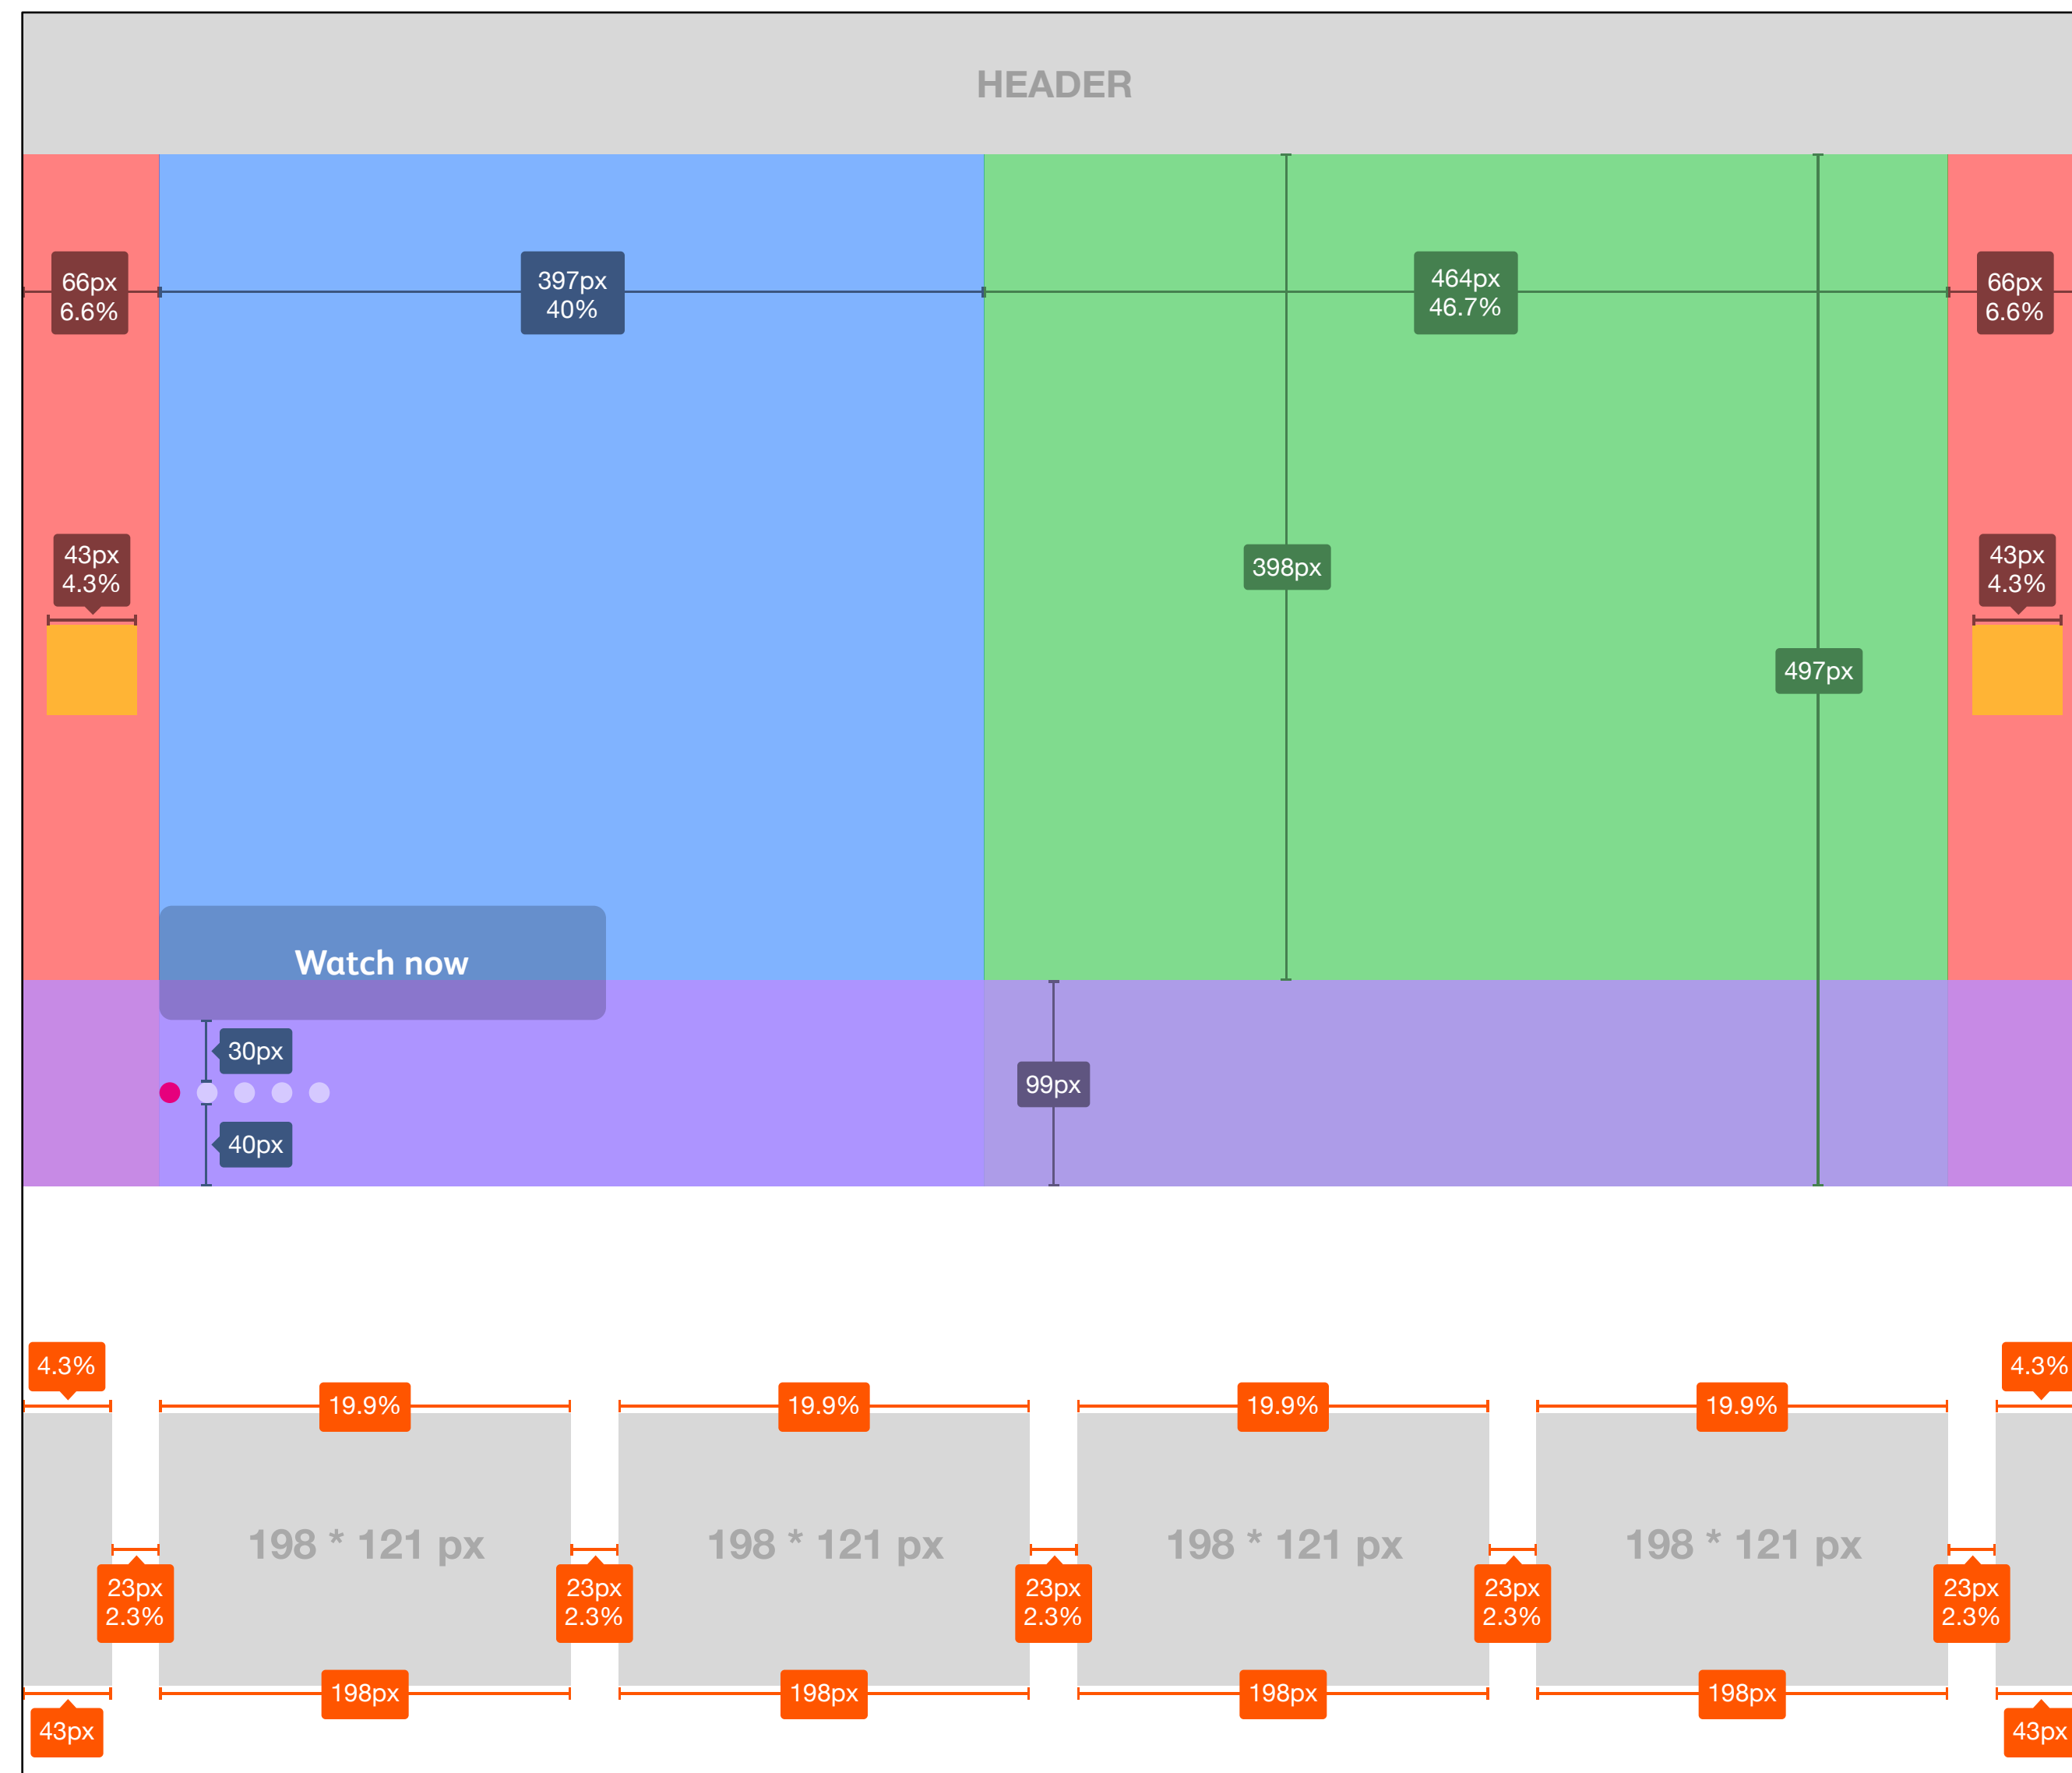 HEADER
66px
6.6%
397px
40%
464px
46.7%
66px
6.6%
43px
4.3%
398px
43px
4.3%
497px
Watch now
30px
99px
40px
4.3%
4.3%
19.9%
19.9%
19.9%
19.9%
198 * 121 px
198 * 121 px
198 * 121 px
198 * 121 px
23px
2.3%
23px
2.3%
23px
2.3%
23px
2.3%
23px
2.3%
198px
198px
198px
198px
43px
43px